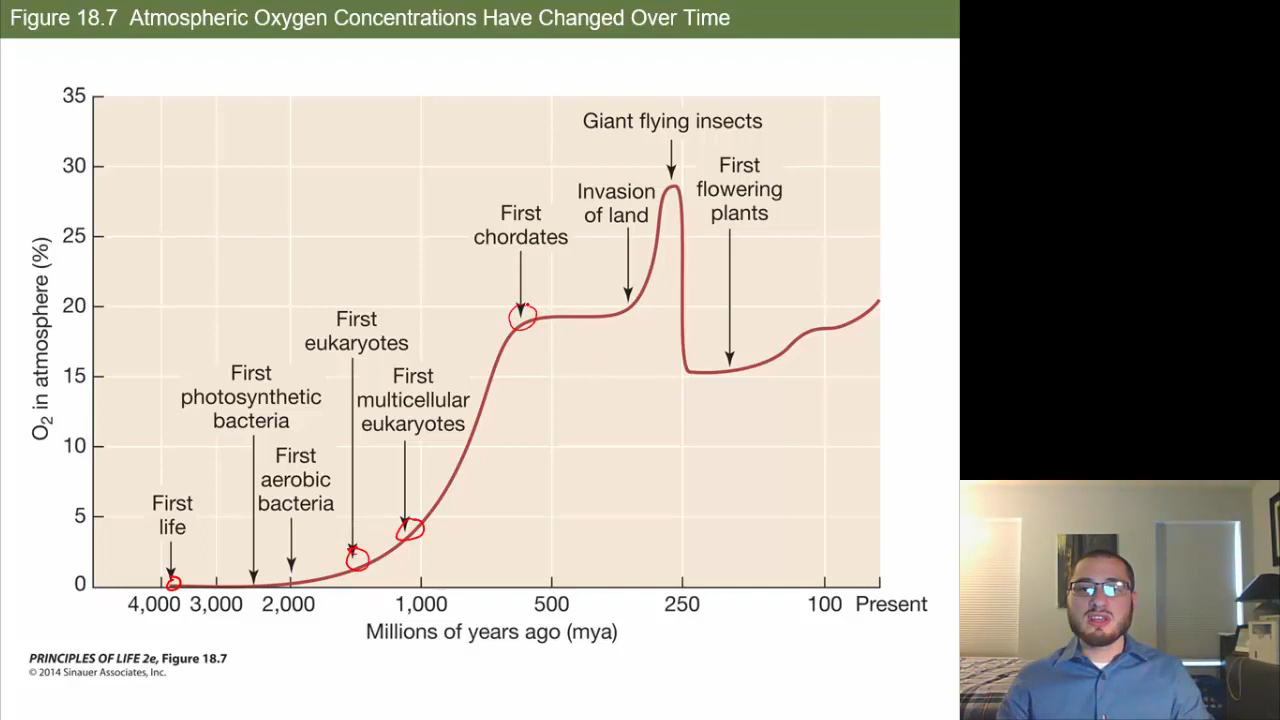 Figure 18.7 Atmospheric Oxygen Concentrations Have Changed Over Time
35
30
25
20
15
10
5
0
O2 in atmosphere (%)
Giant flying insects
First
flowering
plants
Invasion
of land
First
chordates
First
eukaryotes
First
multicellular
eukaryotes
First
photosynthetic
bacteria
First
aerobic
bacteria
First
life
4,000 3,000 2,000 1,000 500 250 100 Present
Millions of years ago (mya)
PRINCIPLES OF LIFE 2e, Figure 18.7
© 2014 Sinauer Associates, Inc.